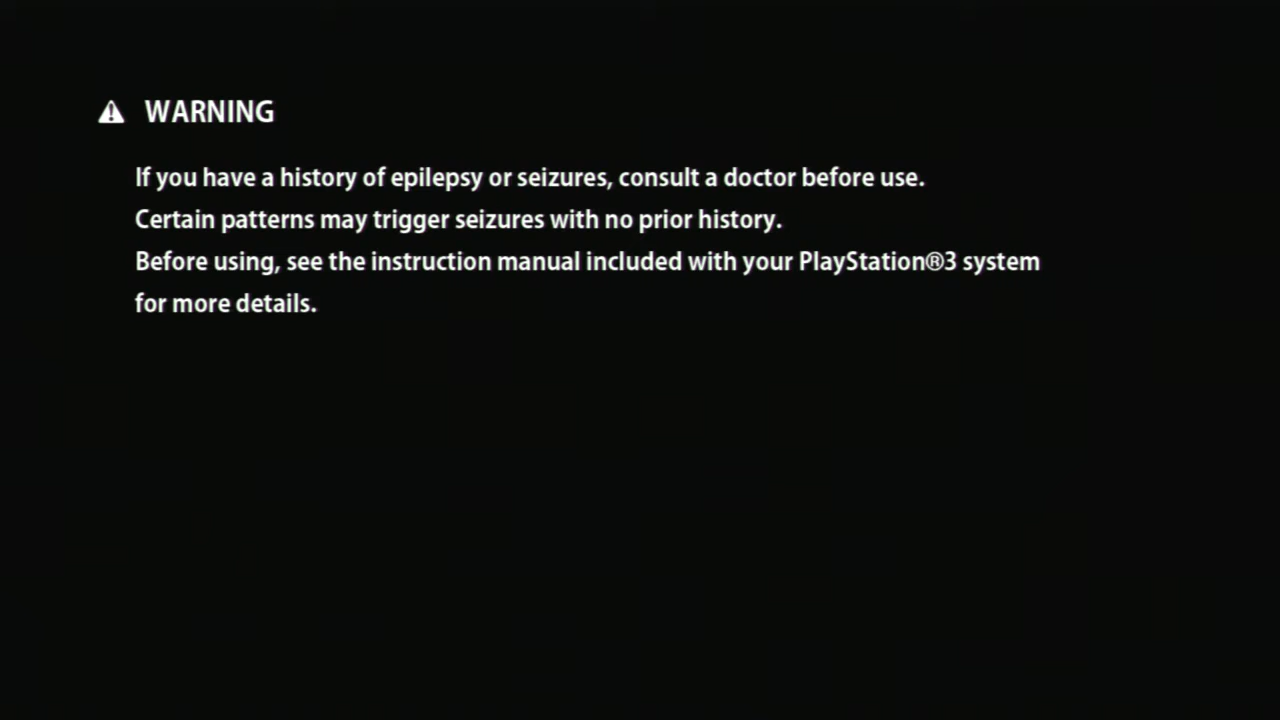 WARNING
If you have a history of epilepsy or seizures, consult a doctor before use.
Certain patterns may trigger seizures with no prior history.
Before using, see the instruction manual included with your PlayStation®3 system
for more details.